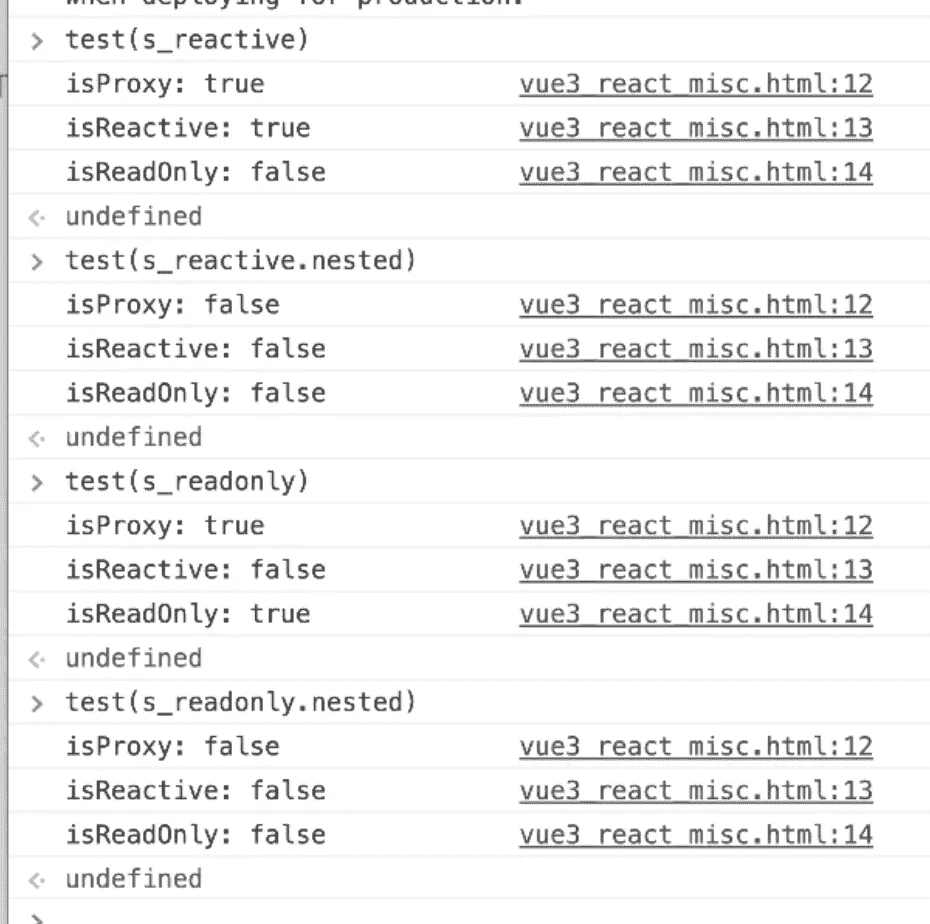 when deploying for production.
> test(s_reactive)
isProxy: true vue3_react_misc.html:12
isReactive: true vue3_react_misc.html:13
isReadOnly: false vue3_react_misc.html:14
undefined
> test(s_reactive.nested)
isProxy: false vue3_react_misc.html:12
isReactive: false vue3_react_misc.html:13
isReadOnly: false vue3_react_misc.html:14
undefined
> test(s_readonly)
isProxy: true vue3_react_misc.html:12
isReactive: false vue3_react_misc.html:13
isReadOnly: true vue3_react_misc.html:14
undefined
> test(s_readonly.nested)
isProxy: false vue3_react_misc.html:12
isReactive: false vue3_react_misc.html:13
isReadOnly: false vue3_react_misc.html:14
undefined